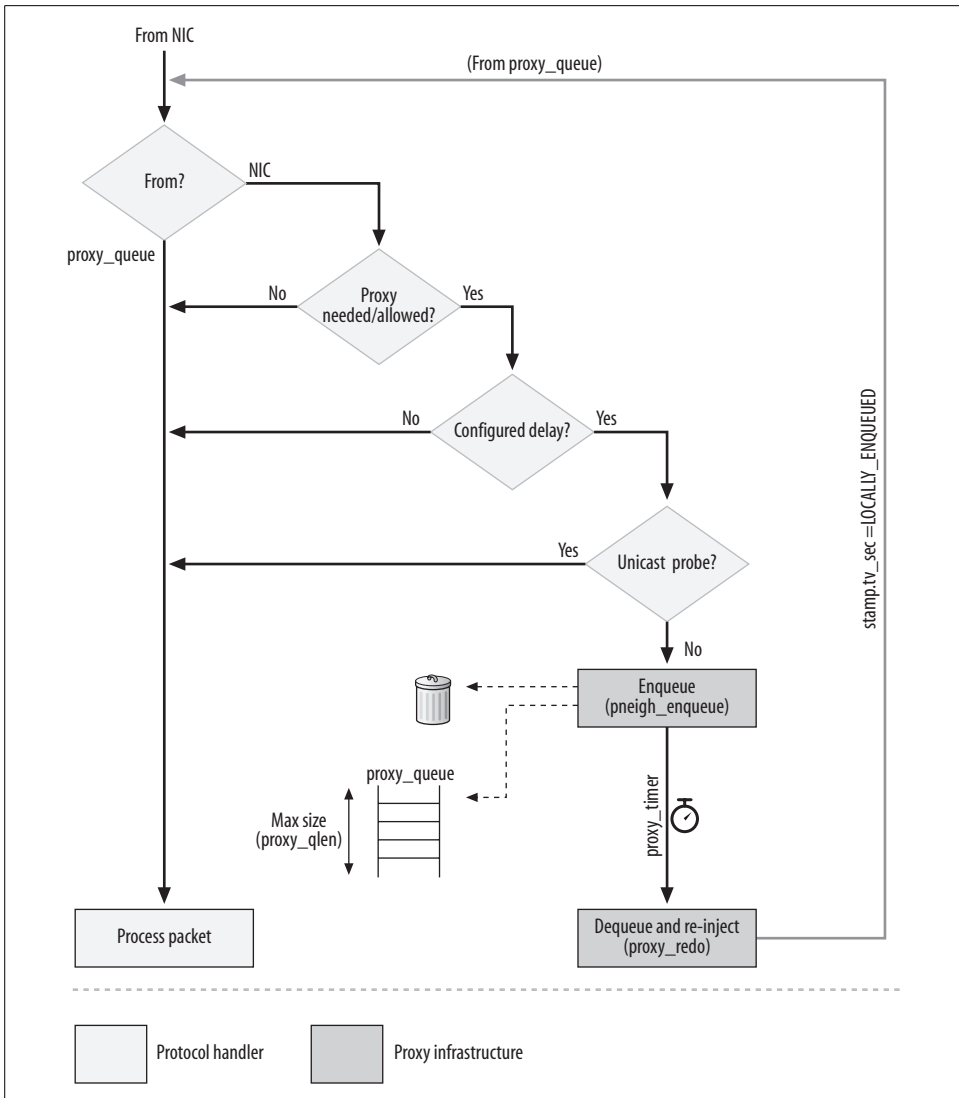 From NIC
(From proxy_queue)
From?
NIC
proxy_queue
No
Proxy
needed/allowed?
Yes
No
Configured delay?
Yes
stamp.tv_sec =LOCALLY_ENQUEUED
Yes
Unicast probe?
No
Enqueue
(pneigh_enqueue)
proxy_queue
Max size
(proxy_qlen)
proxy_timer
Process packet
Dequeue and re-inject
(proxy_redo)
Protocol handler
Proxy infrastructure